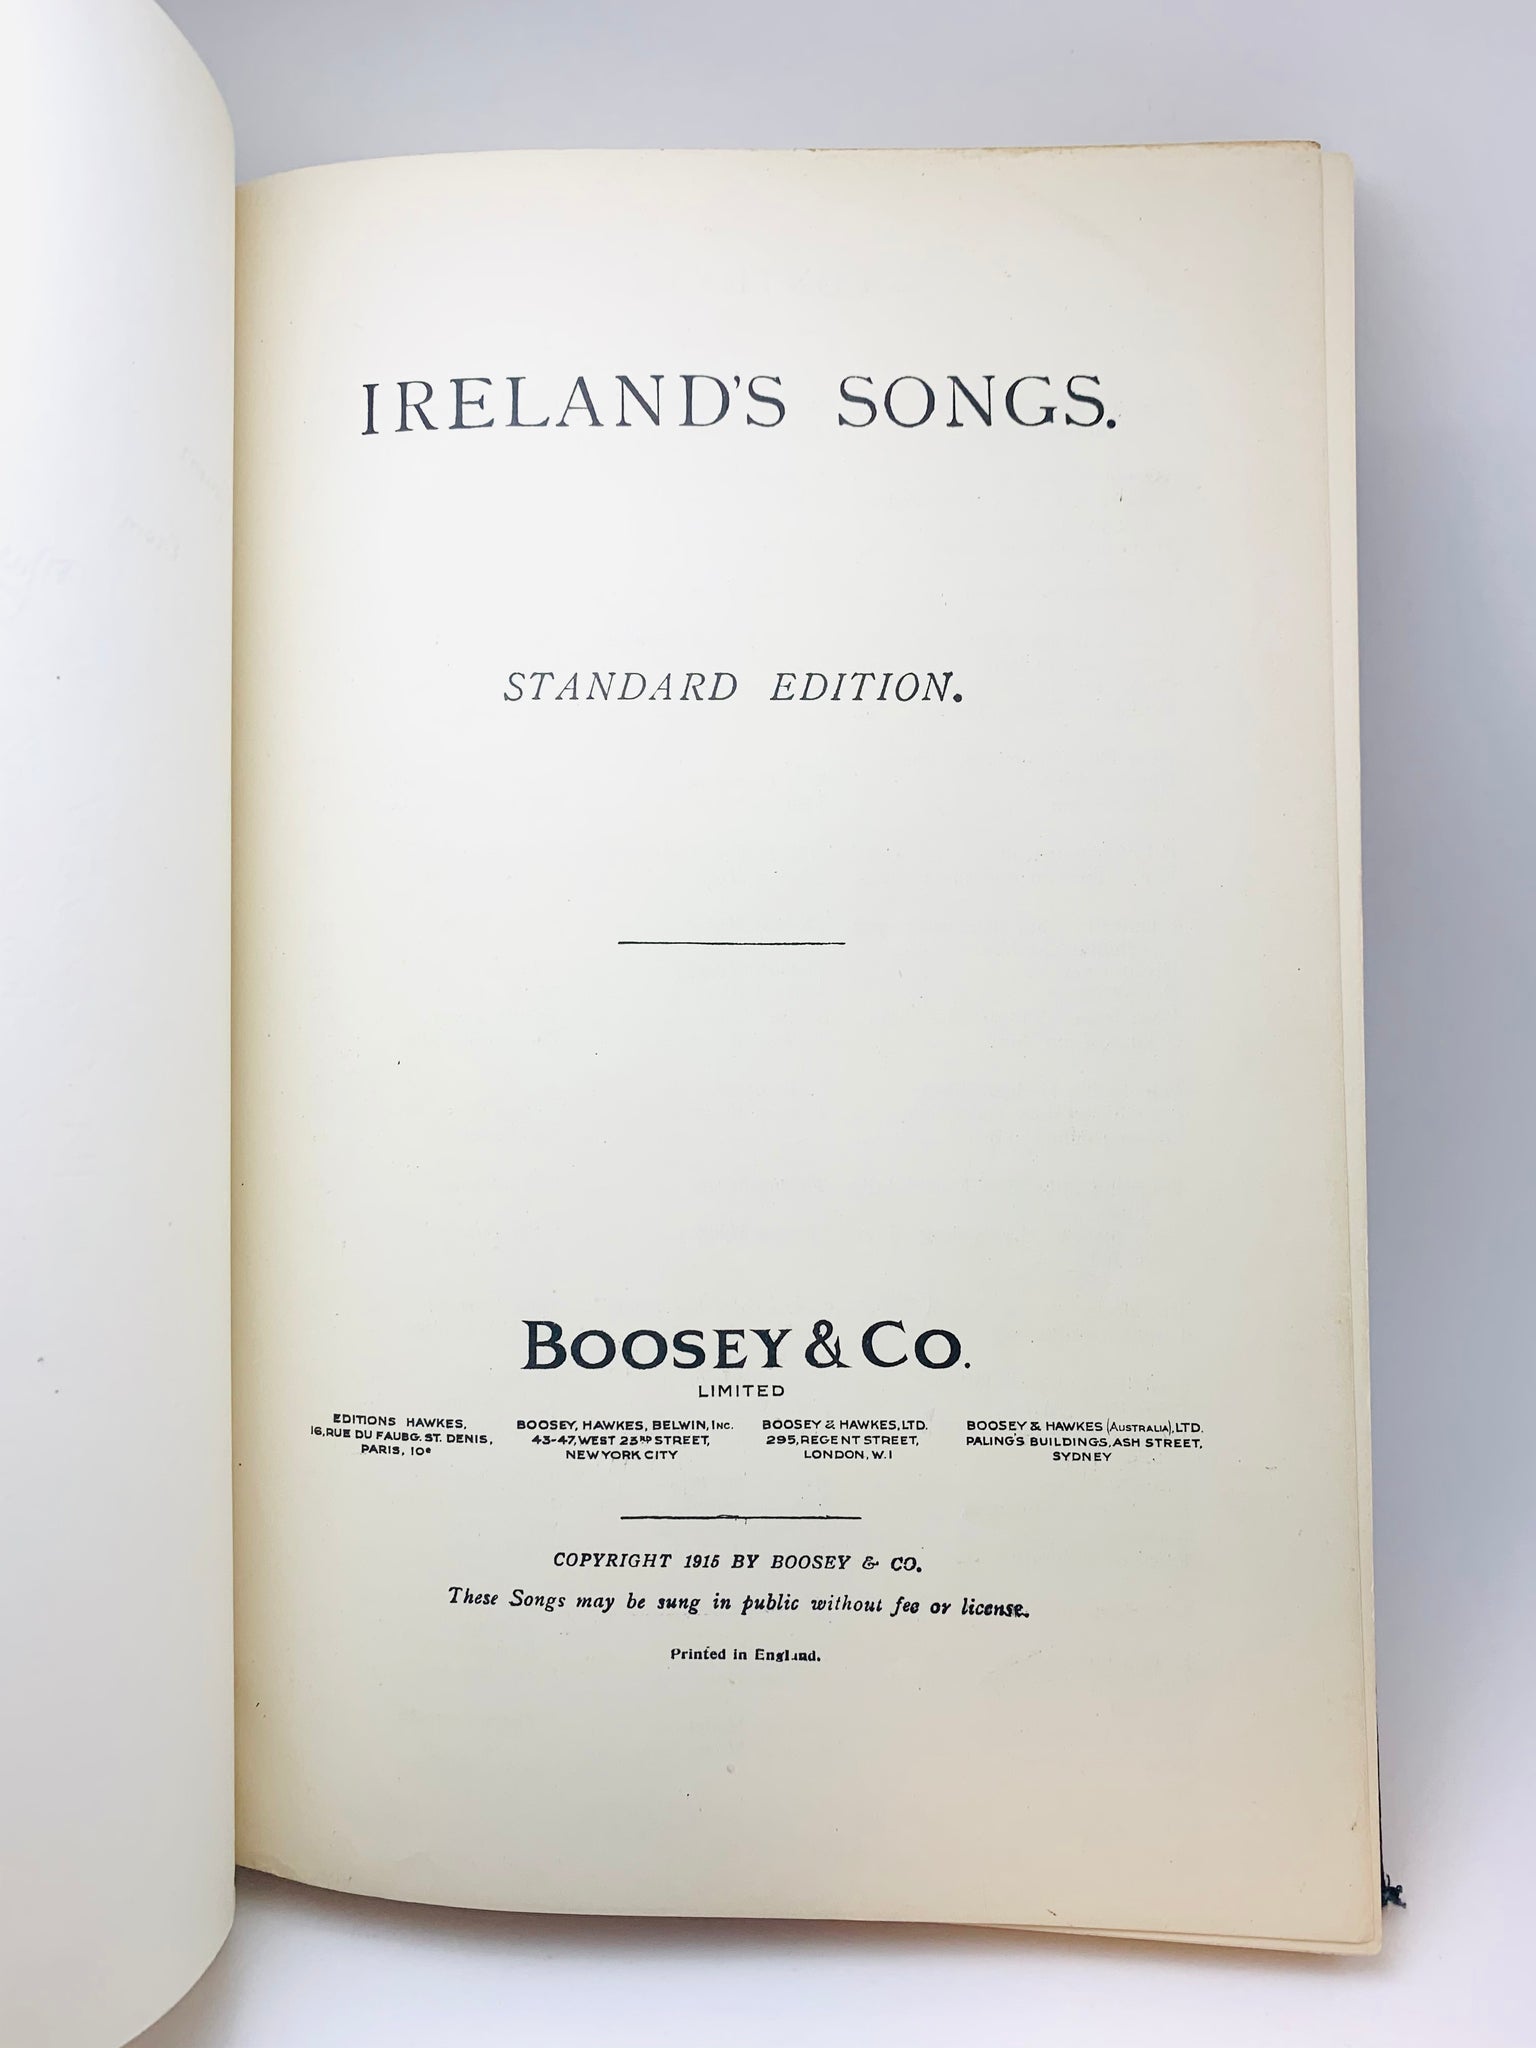 IRELAND'S SONGS.
STANDARD EDITION.
BOOSEY & CO.
LIMITED
EDITIONS HAWKES,
16, RUE DU FAUBG. ST. DENIS,
PARIS, 10e
BOOSEY, HAWKES, BELWIN, INC.
43-47, WEST 23RD STREET,
NEW YORK CITY
BOOSEY & HAWKES, LTD.
295, REGENT STREET,
LONDON, W.1
BOOSEY & HAWKES (AUSTRALIA), LTD.
PALING'S BUILDINGS, ASH STREET,
SYDNEY
COPYRIGHT 1915 BY BOOSEY & CO.
These Songs may be sung in public without fee or license.
Printed in England.